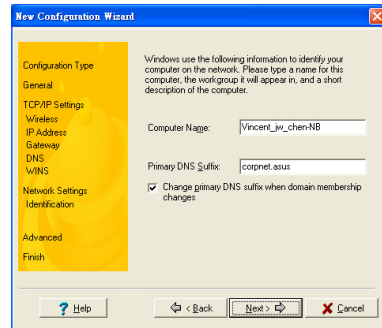 New Configuration Wizard
Configuration Type
General
TCP/IP Settings
Wireless
IP Address
Gateway
DNS
WINS
Network Settings
Identification
Advanced
Finish
Windows use the following information to identify your
computer on the network. Please type a name for this
computer, the workgroup it will appear in, and a short
description of the computer.
Computer Name:
Vincent_jw_chen-NB
Primary DNS Suffix:
corpnet.asus
Change primary DNS suffix when domain membership
changes
? Help
< Back
Next >
Cancel